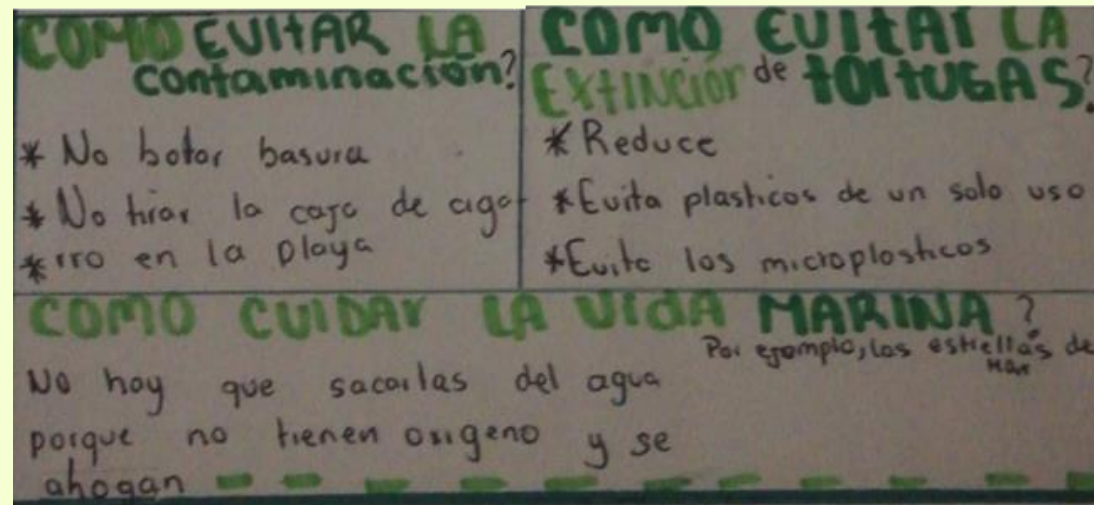 COMO EVITAR LA
contaminación?
* No botar basura
* No tirar la caja de cigar
* rro en la playa
COMO EVITAR LA
EXTINCIÓN de TORTUGAS?
* Reduce
* Evita plasticos de un solo uso
* Evita los microplasticos
COMO CUIDAR LA VIDA MARINA?
Por ejemplo, las estrellas de
mar
No hay que sacarlas del agua
porque no tienen oxigeno y se
ahogan